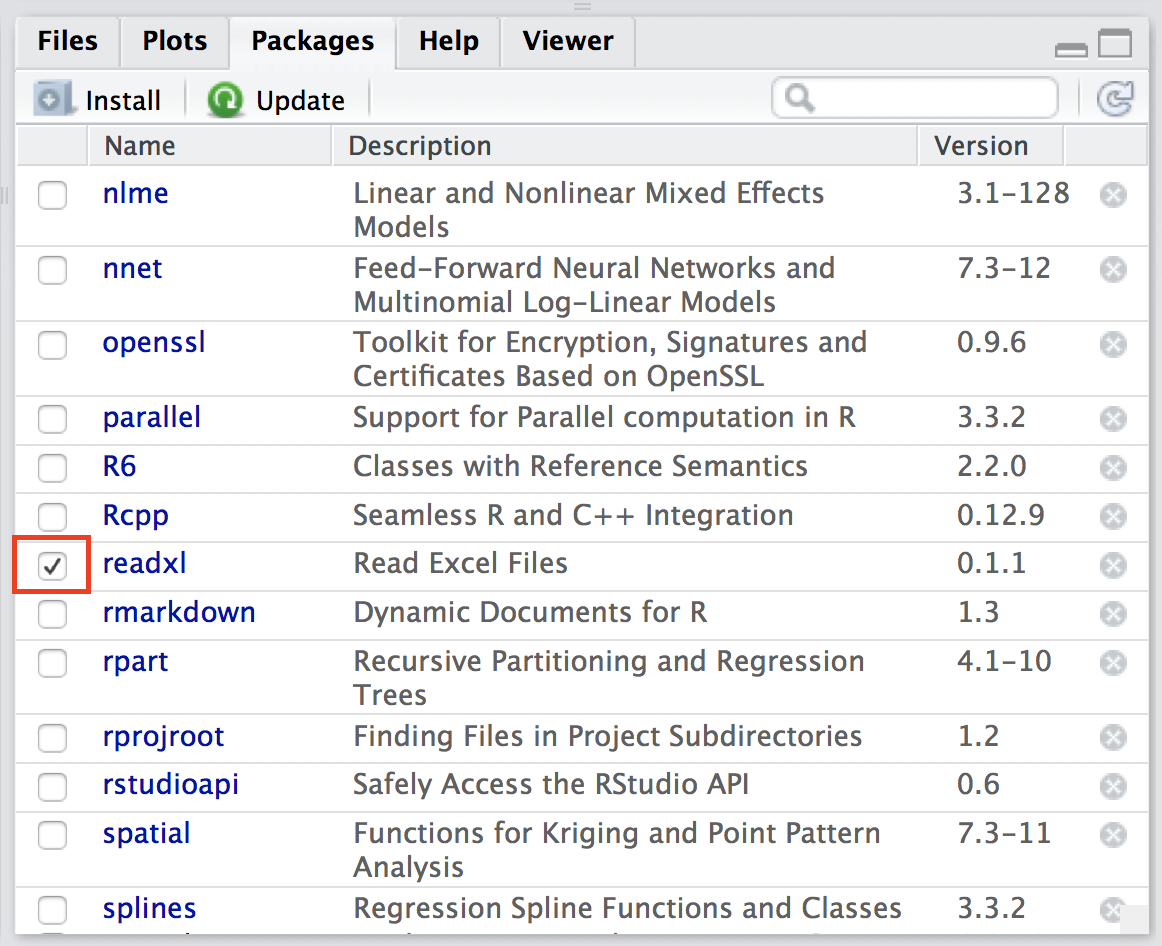 Files Plots Packages Help Viewer
Install Update
Name Description Version
nlme Linear and Nonlinear Mixed Effects 3.1-128
Models
nnet Feed-Forward Neural Networks and 7.3-12
Multinomial Log-Linear Models
openssl Toolkit for Encryption, Signatures and 0.9.6
Certificates Based on OpenSSL
parallel Support for Parallel computation in R 3.3.2
R6 Classes with Reference Semantics 2.2.0
Rcpp Seamless R and C++ Integration 0.12.9
readxl Read Excel Files 0.1.1
rmarkdown Dynamic Documents for R 1.3
rpart Recursive Partitioning and Regression 4.1-10
Trees
rprojroot Finding Files in Project Subdirectories 1.2
rstudioapi Safely Access the RStudio API 0.6
spatial Functions for Kriging and Point Pattern 7.3-11
Analysis
splines Regression Spline Functions and Classes 3.3.2